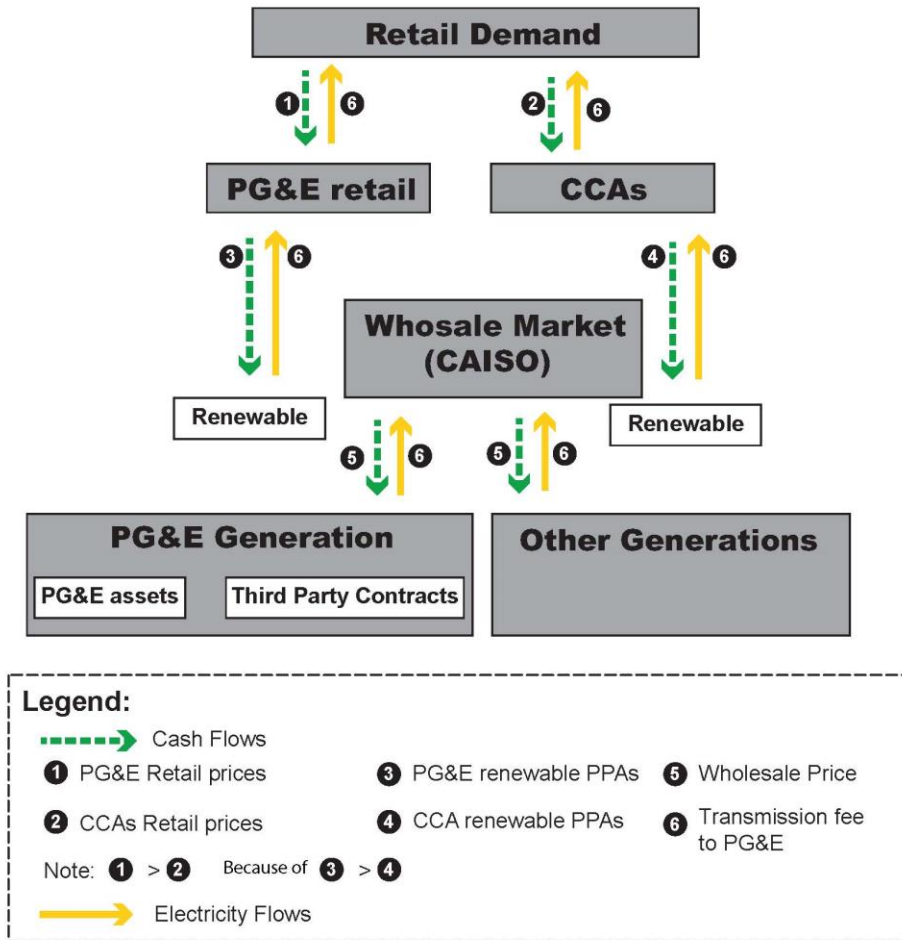 Retail Demand
1 6 2 6
PG&E retail CCAs
3 6 4 6
Whosale Market
(CAISO)
Renewable Renewable
5 6 5 6
PG&E Generation Other Generations
PG&E assets Third Party Contracts
Legend:
Cash Flows
1 PG&E Retail prices 3 PG&E renewable PPAs 5 Wholesale Price
2 CCAs Retail prices 4 CCA renewable PPAs 6 Transmission fee
to PG&E
Note: 1 > 2 Because of 3 > 4
Electricity Flows